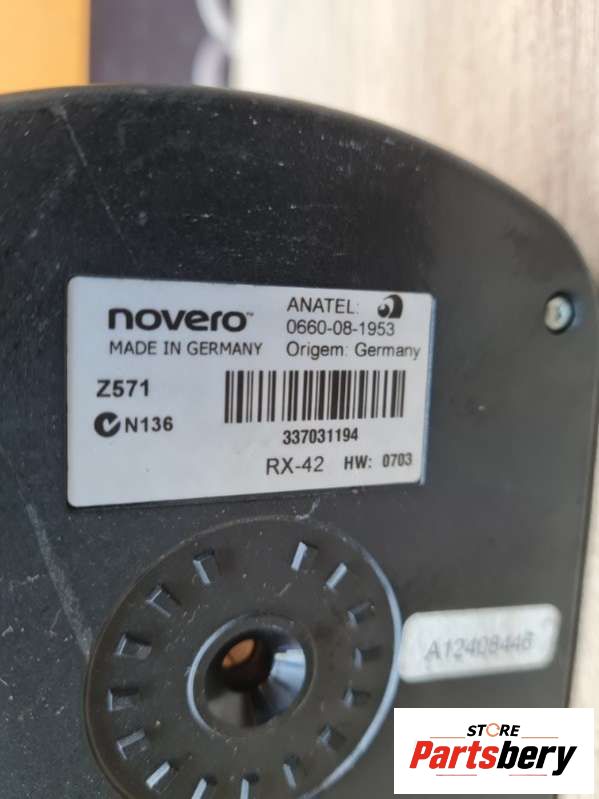 novero™
MADE IN GERMANY
ANATEL:
0660-08-1953
Origem: Germany
Z571
N136
337031194
RX-42 HW: 0703
A12408446
STORE
Partsbery